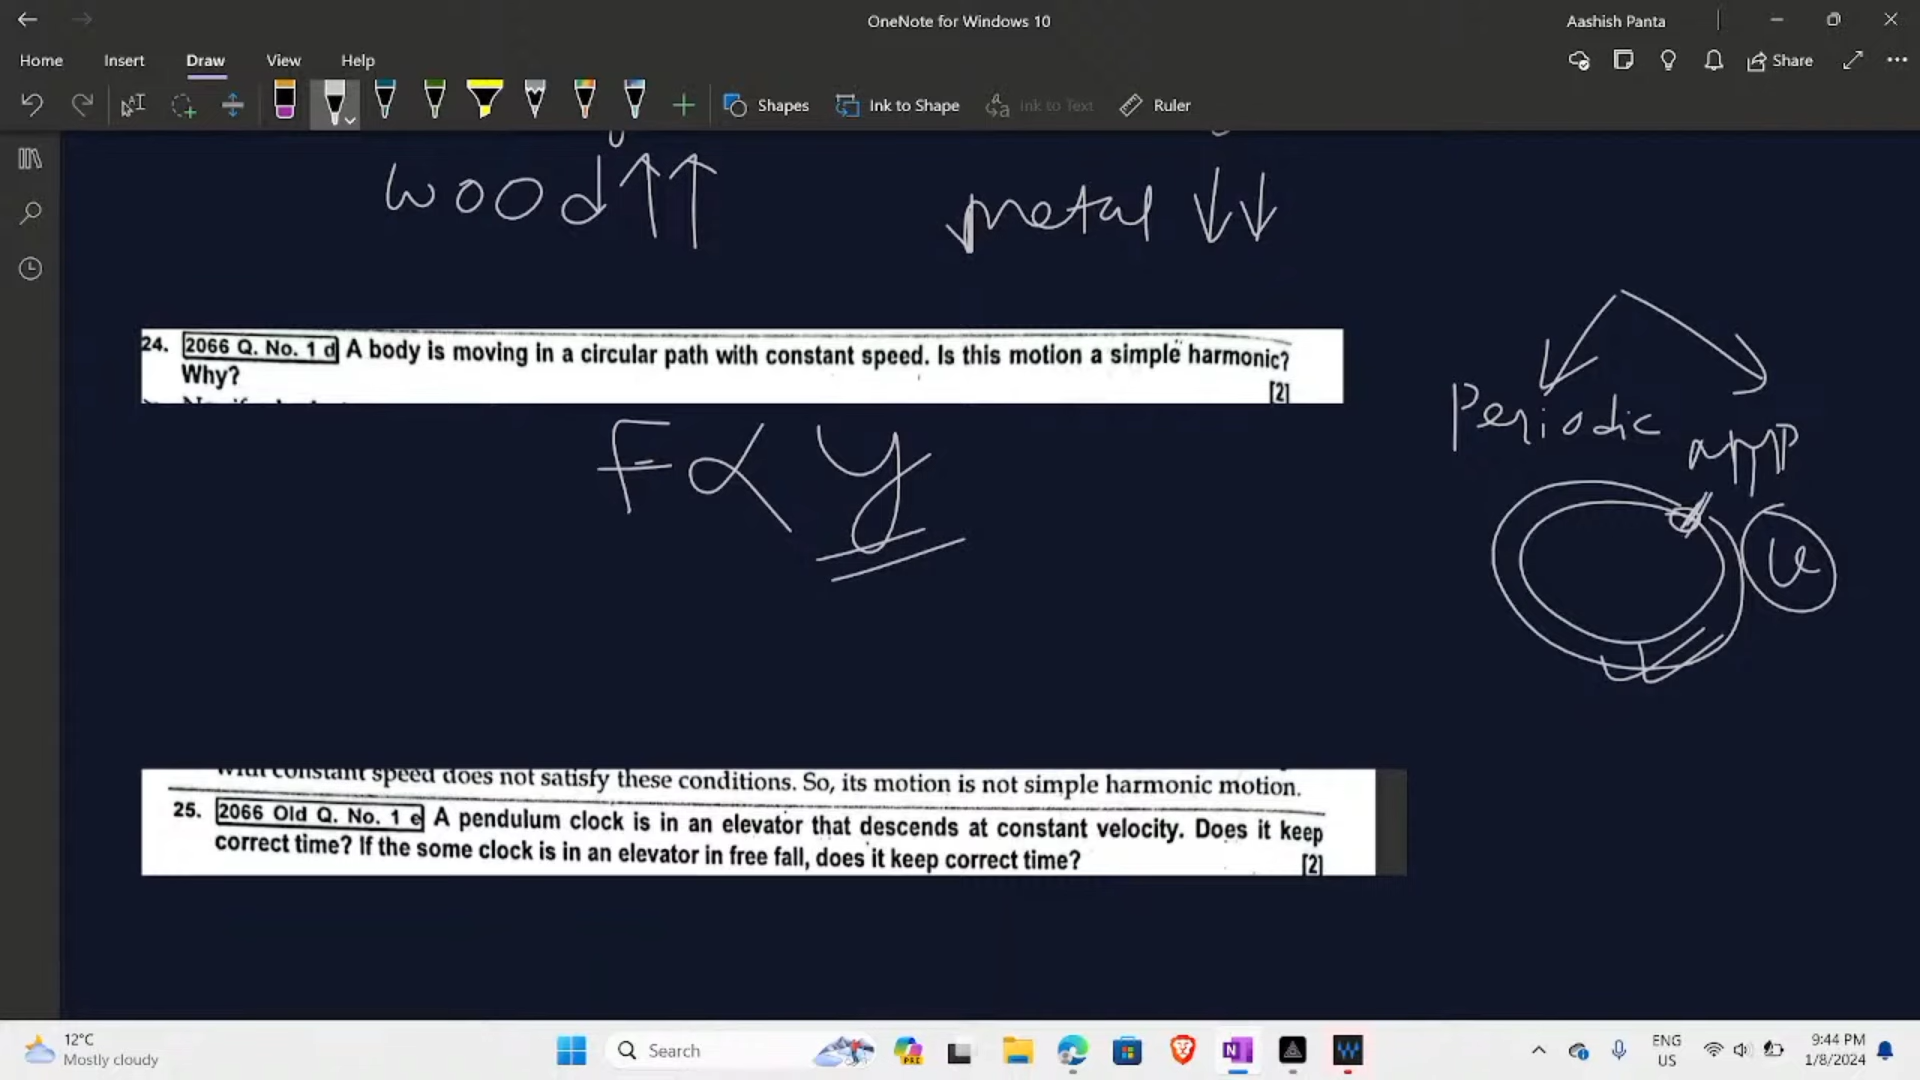 OneNote for Windows 10
Aashish Panta
Home Insert Draw View Help
Share
Shapes
Ink to Shape
Ink to Text
Ruler
wood ↑↑
metal ↓↓
24. 2066 Q. No. 1 d A body is moving in a circular path with constant speed. Is this motion a simple harmonic?
Why? [2]
Periodic
F ∝ y
with constant speed does not satisfy these conditions. So, its motion is not simple harmonic motion.
25. 2066 Old Q. No. 1 e A pendulum clock is in an elevator that descends at constant velocity. Does it keep
correct time? If the some clock is in an elevator in free fall, does it keep correct time? [2]
12°C
Mostly cloudy
Search
ENG
US
9:44 PM
1/8/2024